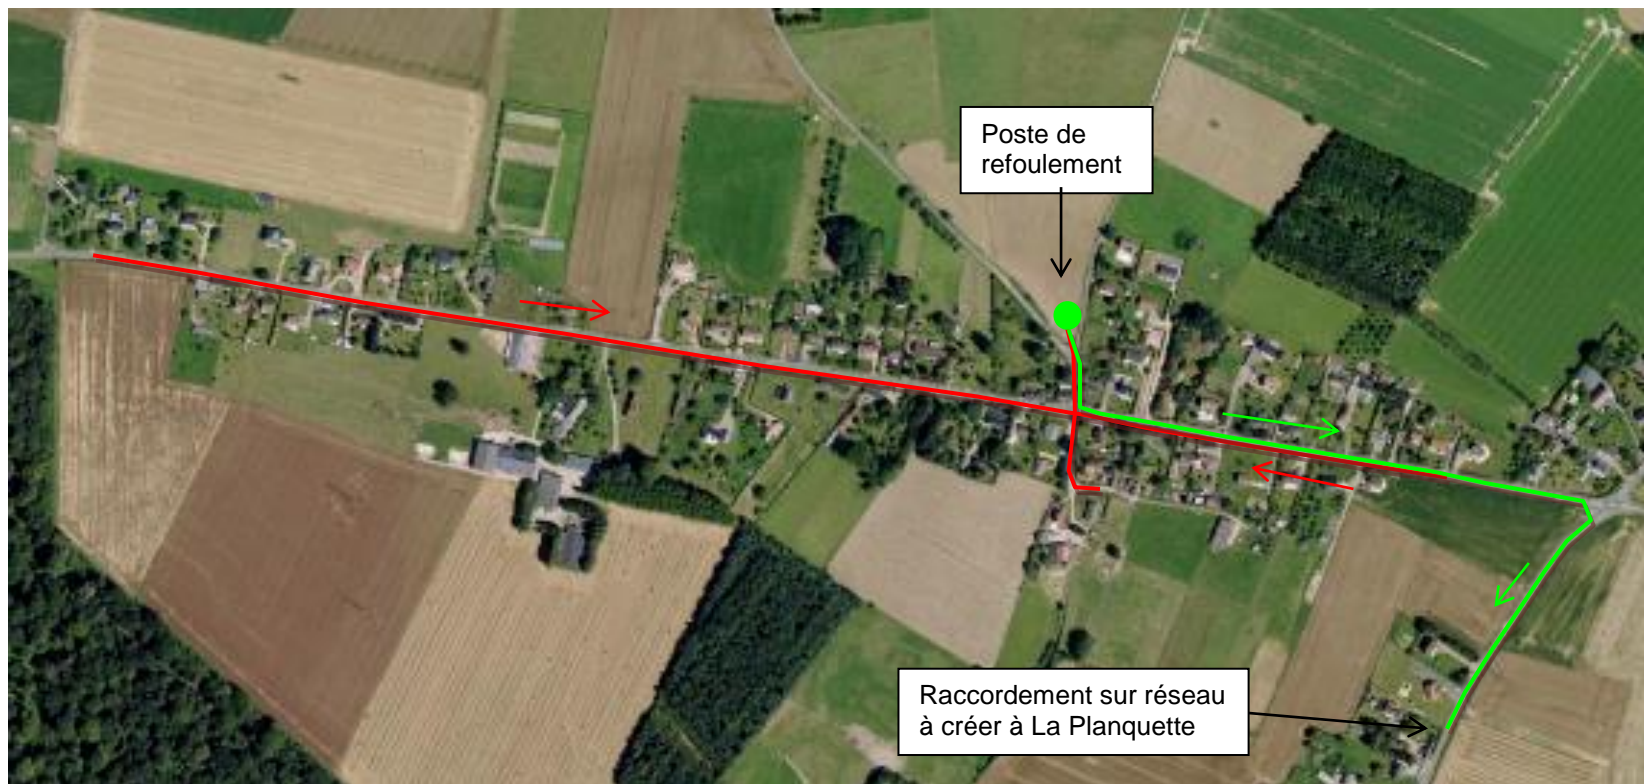 Poste de
refoulement
Raccordement sur réseau
à créer à La Planquette